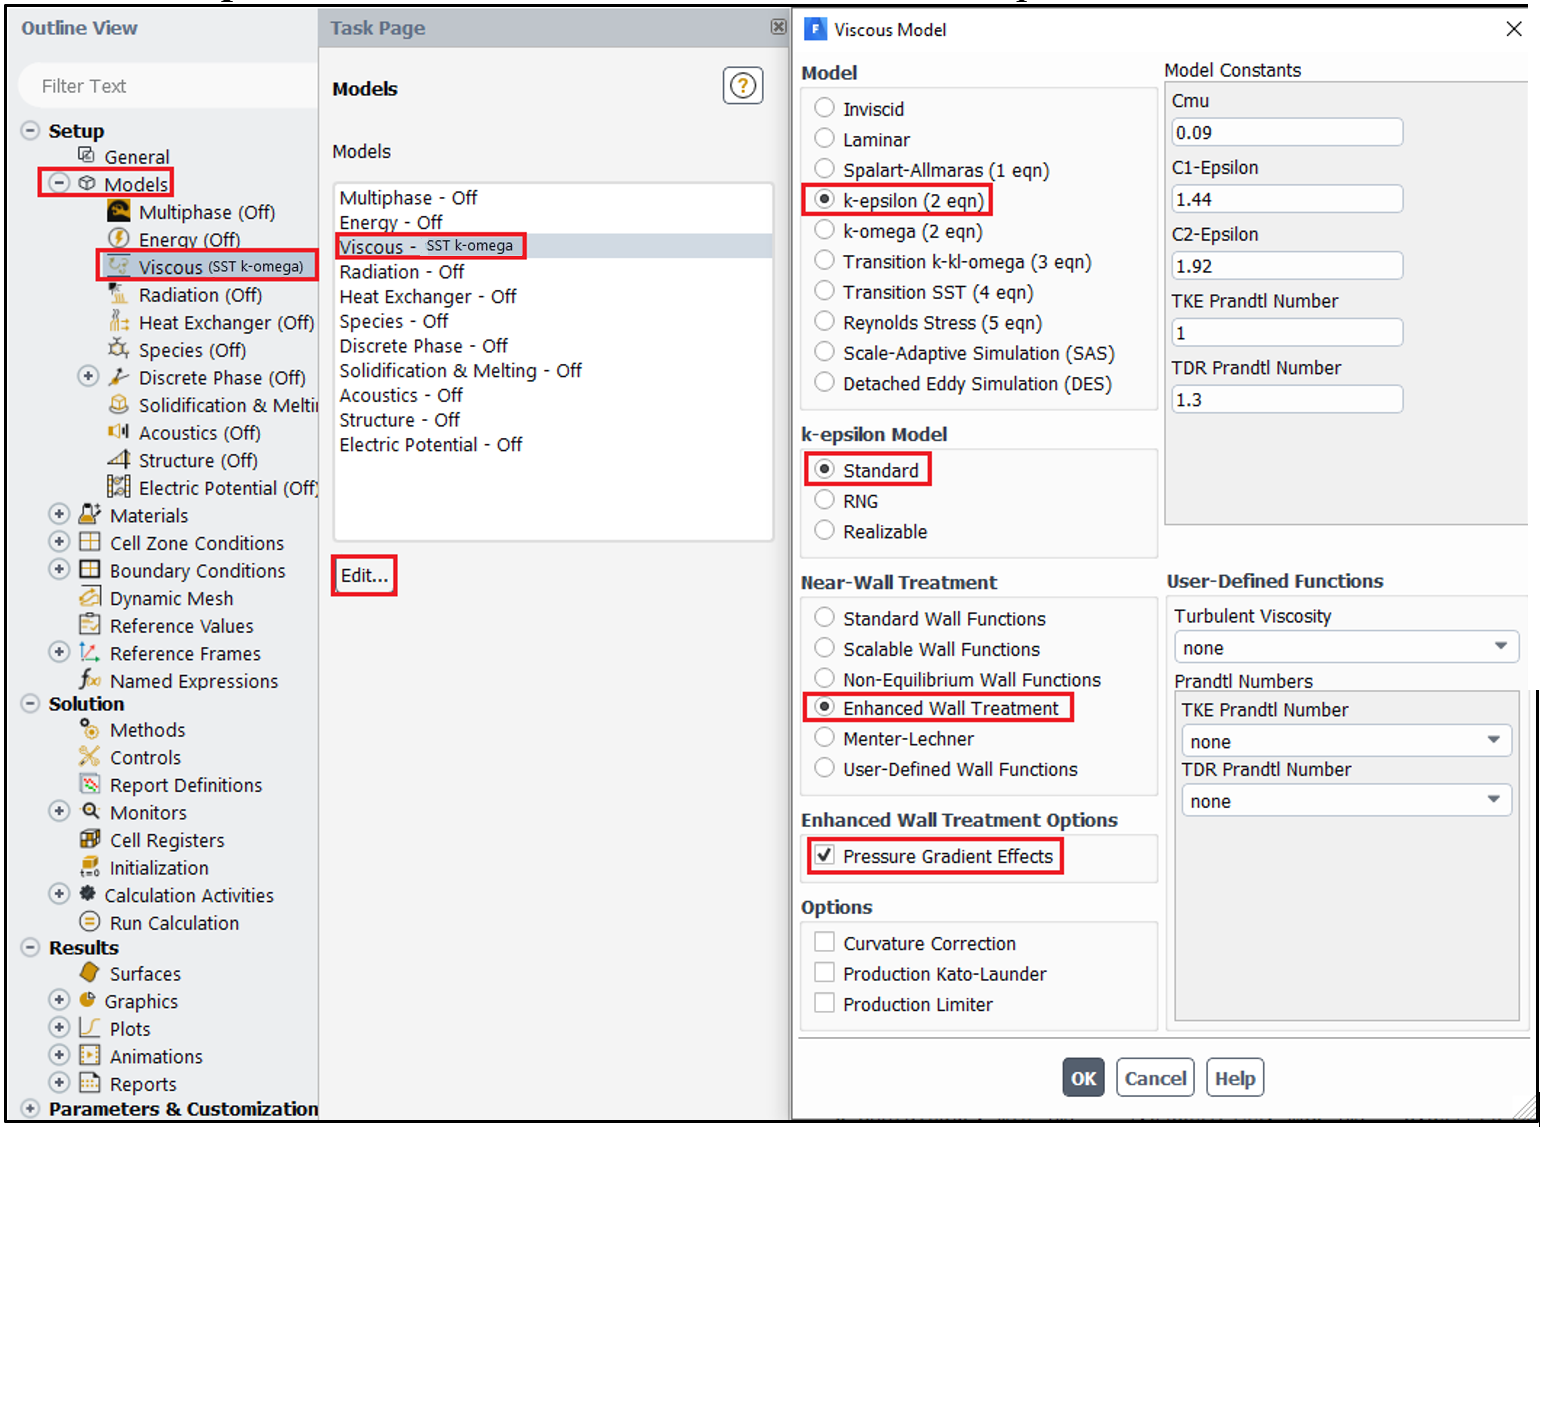 Outline View
Filter Text
Setup
General
Models
Multiphase (Off)
Energy (Off)
Viscous (SST k-omega)
Radiation (Off)
Heat Exchanger (Off)
Species (Off)
Discrete Phase (Off)
Solidification & Melti
Acoustics (Off)
Structure (Off)
Electric Potential (Off)
Materials
Cell Zone Conditions
Boundary Conditions
Dynamic Mesh
Reference Values
Reference Frames
Named Expressions
Solution
Methods
Controls
Report Definitions
Monitors
Cell Registers
Initialization
Calculation Activities
Run Calculation
Results
Surfaces
Graphics
Plots
Animations
Reports
Parameters & Customization
Task Page
Models
Models
Multiphase - Off
Energy - Off
Viscous - SST k-omega
Radiation - Off
Heat Exchanger - Off
Species - Off
Discrete Phase - Off
Solidification & Melting - Off
Acoustics - Off
Structure - Off
Electric Potential - Off
Edit...
Viscous Model
Model
Inviscid
Laminar
Spalart-Allmaras (1 eqn)
k-epsilon (2 eqn)
k-omega (2 eqn)
Transition k-kl-omega (3 eqn)
Transition SST (4 eqn)
Reynolds Stress (5 eqn)
Scale-Adaptive Simulation (SAS)
Detached Eddy Simulation (DES)
k-epsilon Model
Standard
RNG
Realizable
Near-Wall Treatment
Standard Wall Functions
Scalable Wall Functions
Non-Equilibrium Wall Functions
Enhanced Wall Treatment
Menter-Lechner
User-Defined Wall Functions
Enhanced Wall Treatment Options
Pressure Gradient Effects
Options
Curvature Correction
Production Kato-Launder
Production Limiter
Model Constants
Cmu
0.09
C1-Epsilon
1.44
C2-Epsilon
1.92
TKE Prandtl Number
1
TDR Prandtl Number
1.3
User-Defined Functions
Turbulent Viscosity
none
Prandtl Numbers
TKE Prandtl Number
none
TDR Prandtl Number
none
OK
Cancel
Help